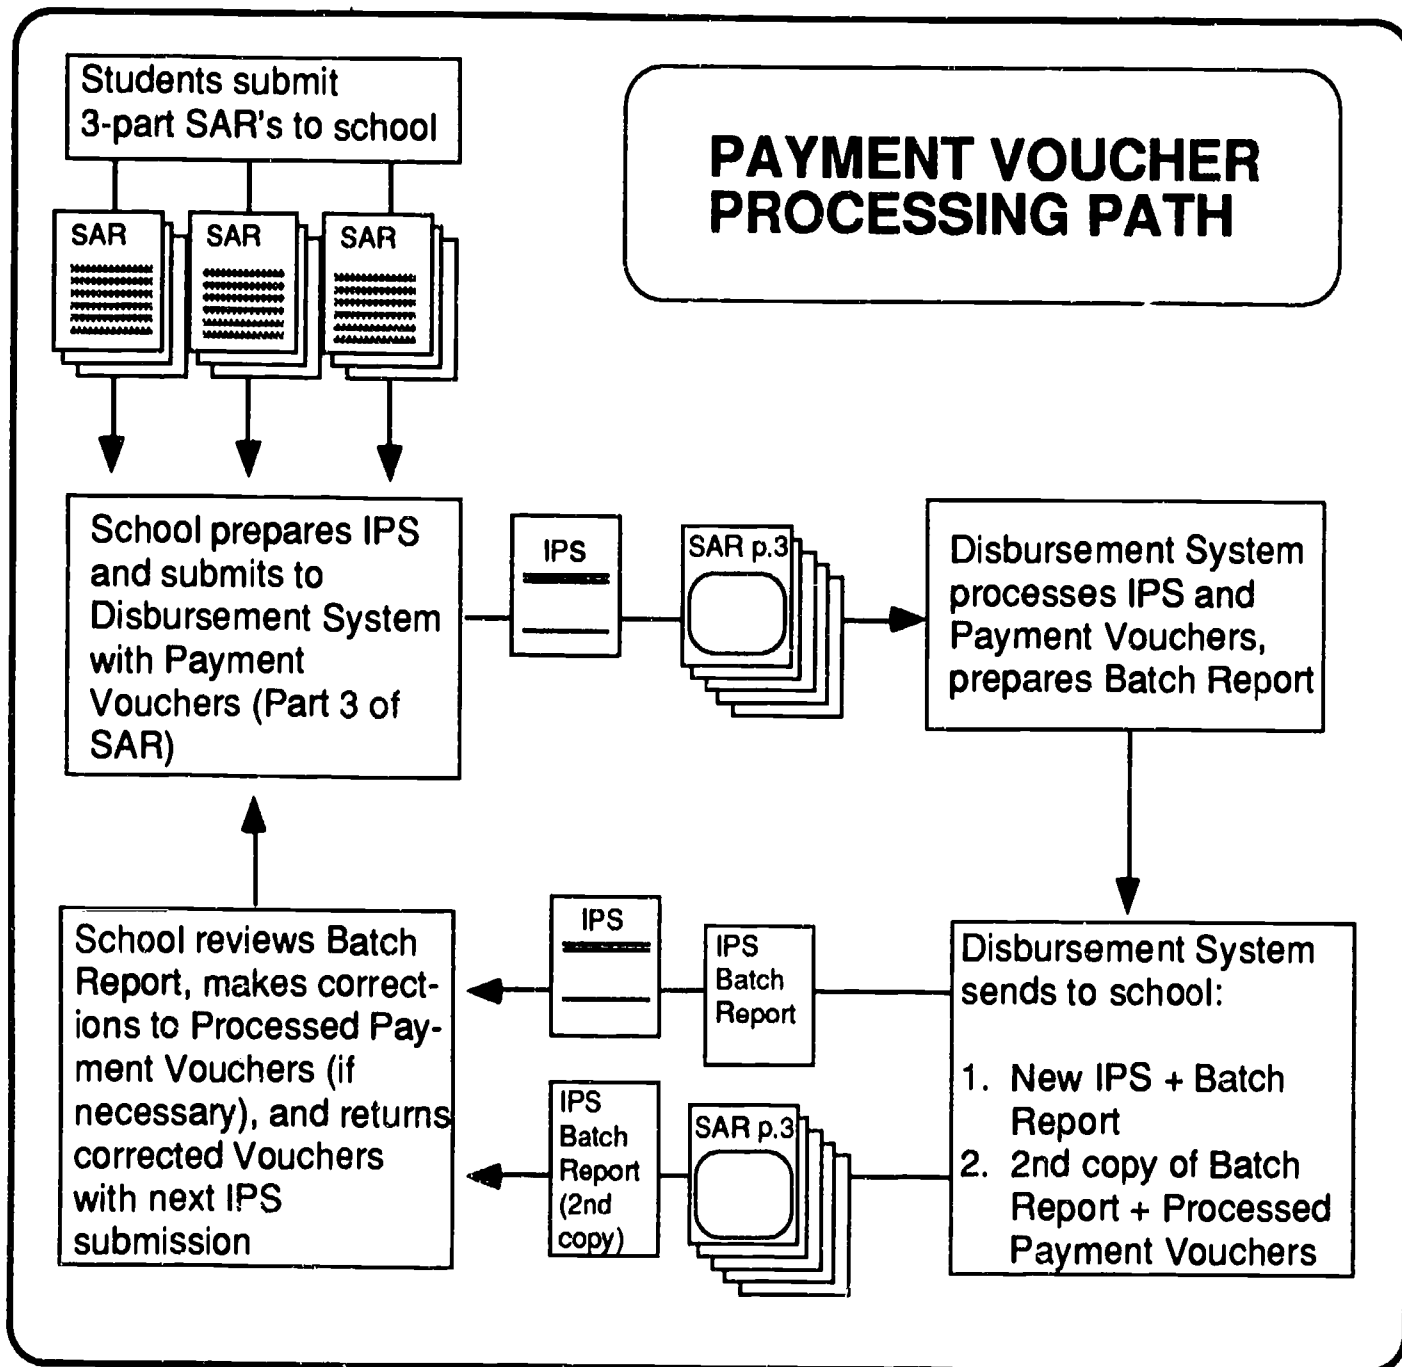 Students submit
3-part SAR's to school
PAYMENT VOUCHER
PROCESSING PATH
SAR
SAR
SAR
School prepares IPS
and submits to
Disbursement System
with Payment
Vouchers (Part 3 of
SAR)
IPS
SAR p.3
Disbursement System
processes IPS and
Payment Vouchers,
prepares Batch Report
School reviews Batch
Report, makes correct-
ions to Processed Pay-
ment Vouchers (if
necessary), and returns
corrected Vouchers
with next IPS
submission
IPS
IPS
Batch
Report
IPS
Batch
Report
(2nd
copy)
SAR p.3
Disbursement System
sends to school:
1. New IPS + Batch
Report
2. 2nd copy of Batch
Report + Processed
Payment Vouchers